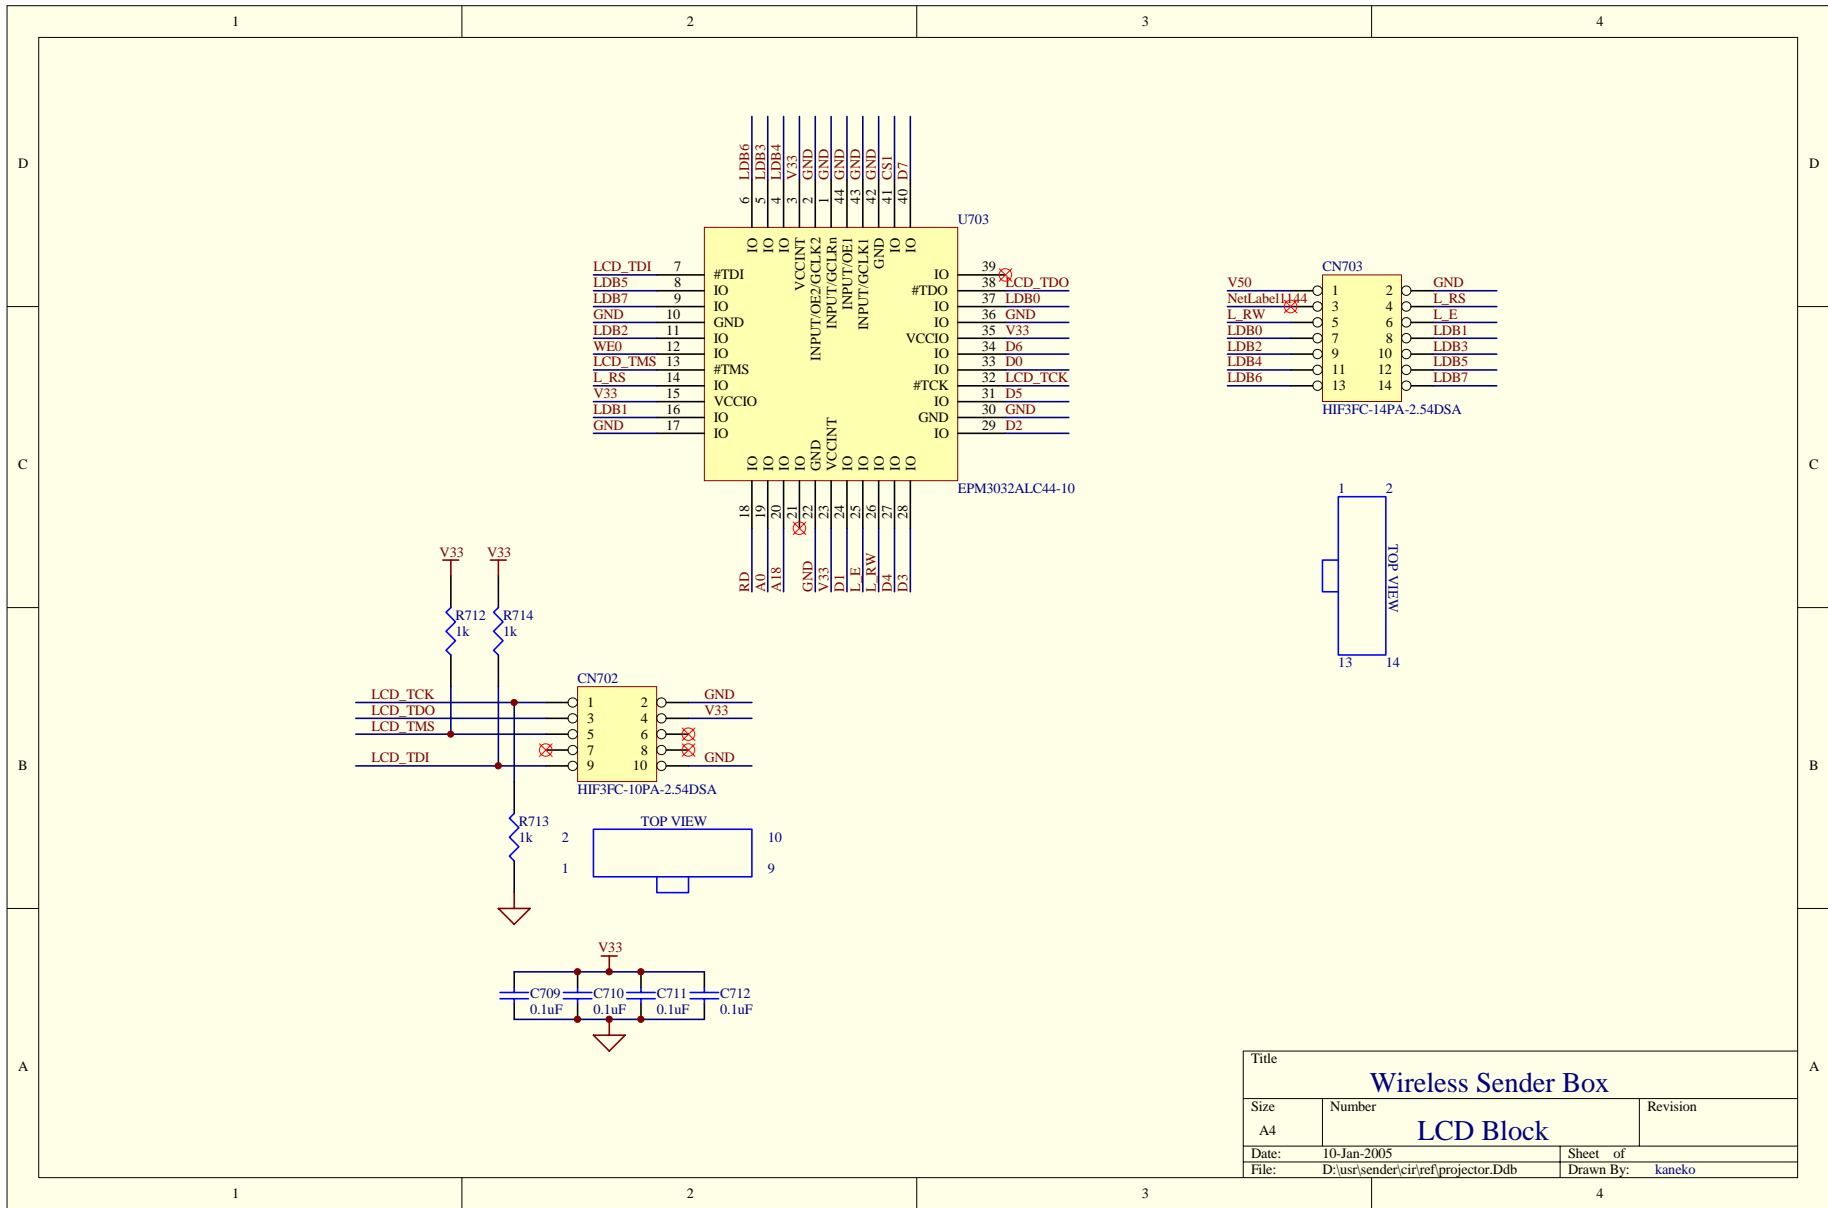 1 2 3 4
D D
C C
B B
A A
LDB6 LDB3 LDB4 V33 GND GND GND GND GND CS1 D7
6 5 4 3 2 1 44 43 42 41 40
U703
IO IO IO VCCINT INPUT/OE2/GCLK2 INPUT/GCLRn INPUT/OE1 INPUT/GCLK1 GND IO IO
LCD_TDI 7 #TDI
LDB5 8 IO
LDB7 9 IO
GND 10 GND
LDB2 11 IO
WE0 12 IO
LCD_TMS 13 #TMS
L_RS 14 IO
V33 15 VCCIO
LDB1 16 IO
GND 17 IO
IO 39
#TDO 38 LCD_TDO
IO 37 LDB0
IO 36 GND
VCCIO 35 V33
IO 34 D6
IO 33 D0
#TCK 32 LCD_TCK
IO 31 D5
GND 30 GND
IO 29 D2
IO IO IO IO GND VCCINT IO IO IO IO IO
EPM3032ALC44-10
18 19 20 21 22 23 24 25 26 27 28
RD A0 A18 GND V33 D1 L_E L_RW D4 D3
CN703
V50 1 2 GND
NetLabel1144 3 4 L_RS
L_RW 5 6 L_E
LDB0 7 8 LDB1
LDB2 9 10 LDB3
LDB4 11 12 LDB5
LDB6 13 14 LDB7
HIF3FC-14PA-2.54DSA
1 2
TOP VIEW
13 14
V33 V33
R712 R714
1k 1k
CN702
LCD_TCK 1 2 GND
LCD_TDO 3 4 V33
LCD_TMS 5 6
7 8
LCD_TDI 9 10 GND
HIF3FC-10PA-2.54DSA
R713
1k
TOP VIEW
2 10
1 9
V33
C709 C710 C711 C712
0.1uF 0.1uF 0.1uF 0.1uF
Title
Wireless Sender Box
Size Number Revision
A4 LCD Block
Date: 10-Jan-2005 Sheet of
File: D:\usr\sender\cir\ref\projector.Ddb Drawn By: kaneko
1 2 3 4